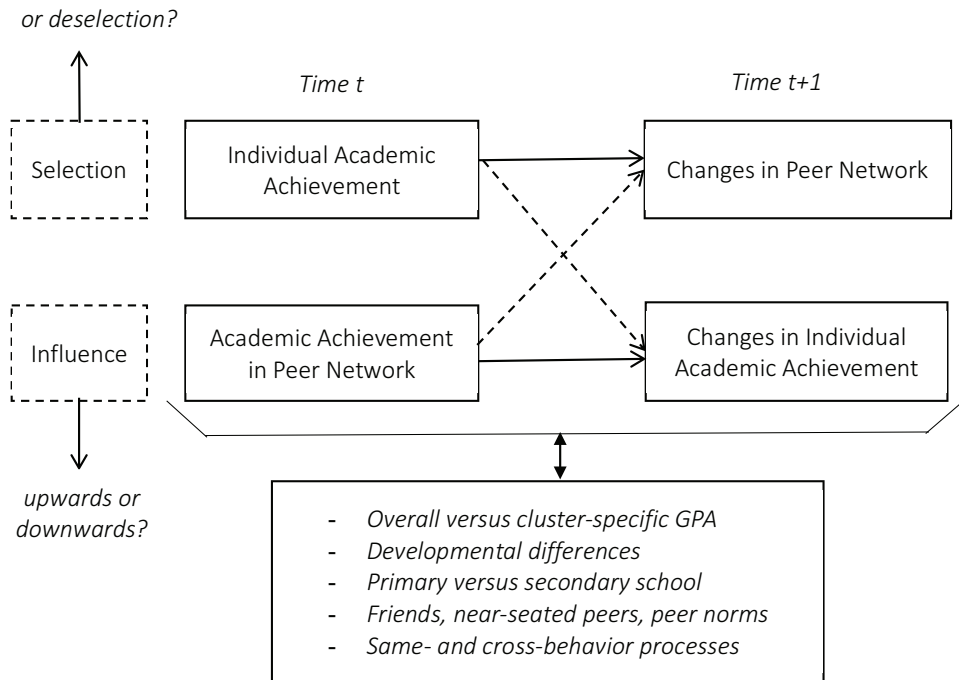 or deselection?
Time t
Time t+1
Selection
Individual Academic
Achievement
Changes in Peer Network
Influence
Academic Achievement
in Peer Network
Changes in Individual
Academic Achievement
upwards or
downwards?
- Overall versus cluster-specific GPA
- Developmental differences
- Primary versus secondary school
- Friends, near-seated peers, peer norms
- Same- and cross-behavior processes